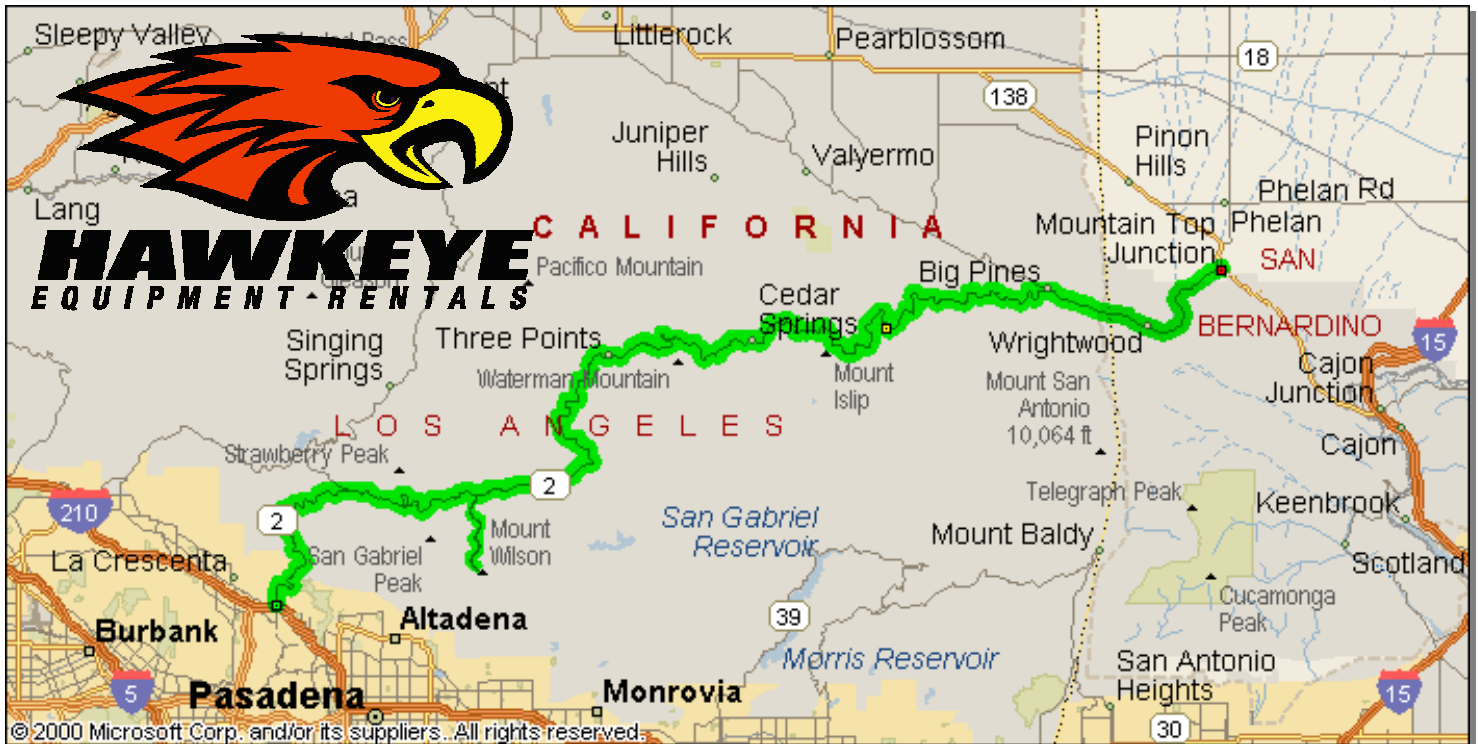 Sleepy Valley
Littlerock
Pearblossom
18
138
Juniper
Hills
Valyermo
Pinon
Hills
Phelan Rd
Lang
Phelan
Mountain Top
Junction
CALIFORNIA
SAN
HAWKEYE
EQUIPMENT RENTALS
Pacifico Mountain
Big Pines
Cedar
Springs
BERNARDINO
15
Singing
Springs
Three Points
Wrightwood
Cajon
Junction
Waterman Mountain
Mount
Islip
Mount San
Antonio
10,064 ft
LOS ANGELES
Cajon
Strawberry Peak
2
Telegraph Peak
Keenbrook
210
2
San Gabriel
Reservoir
Mount
Wilson
Mount Baldy
La Crescenta
San Gabriel
Peak
Scotland
Cucamonga
Peak
39
Altadena
Burbank
Morris Reservoir
San Antonio
Heights
5
Pasadena
Monrovia
15
30
© 2000 Microsoft Corp. and/or its suppliers. All rights reserved.